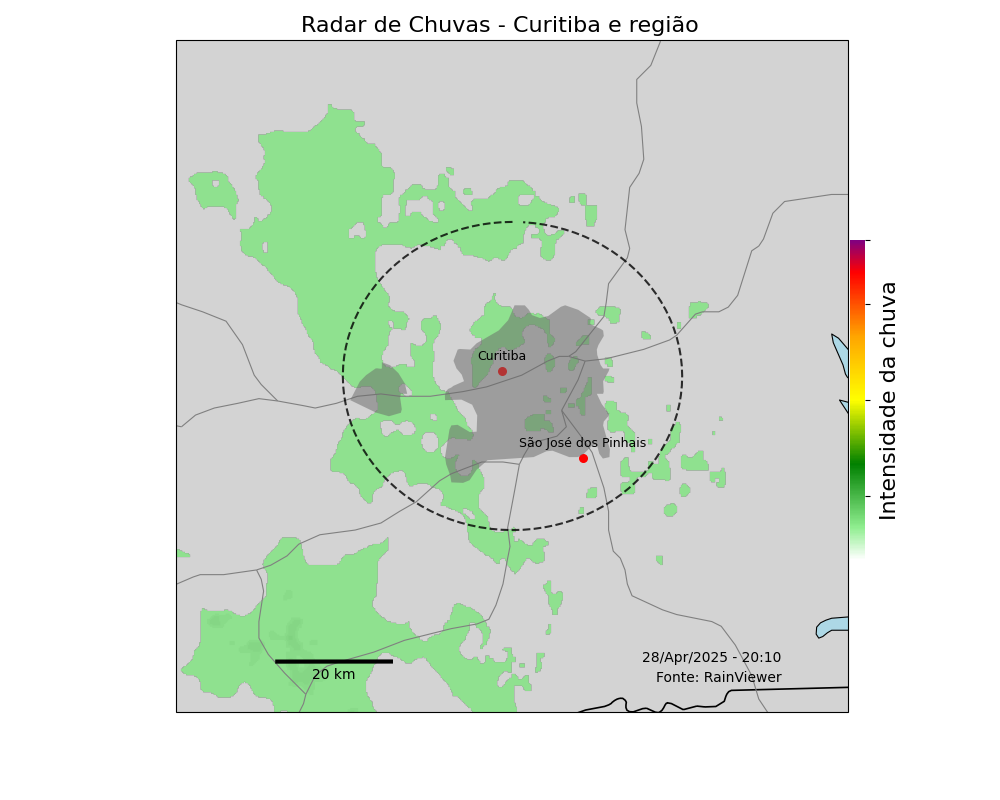 Radar de Chuvas - Curitiba e região
Curitiba
São José dos Pinhais
Intensidade da chuva
20 km
28/Apr/2025 - 20:10
Fonte: RainViewer